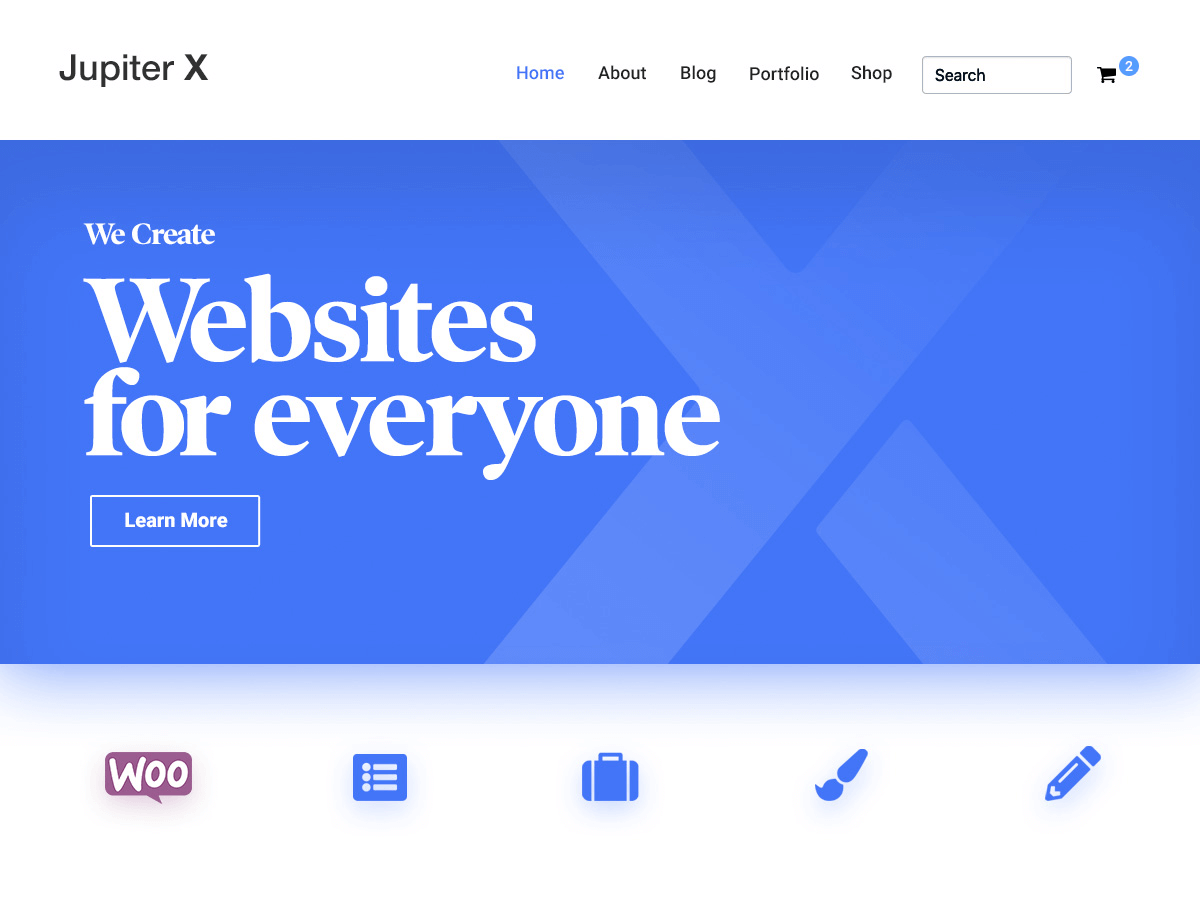 Jupiter X
Home About Blog Portfolio Shop Search 2
We Create
Websites
for everyone
Learn More
Woo